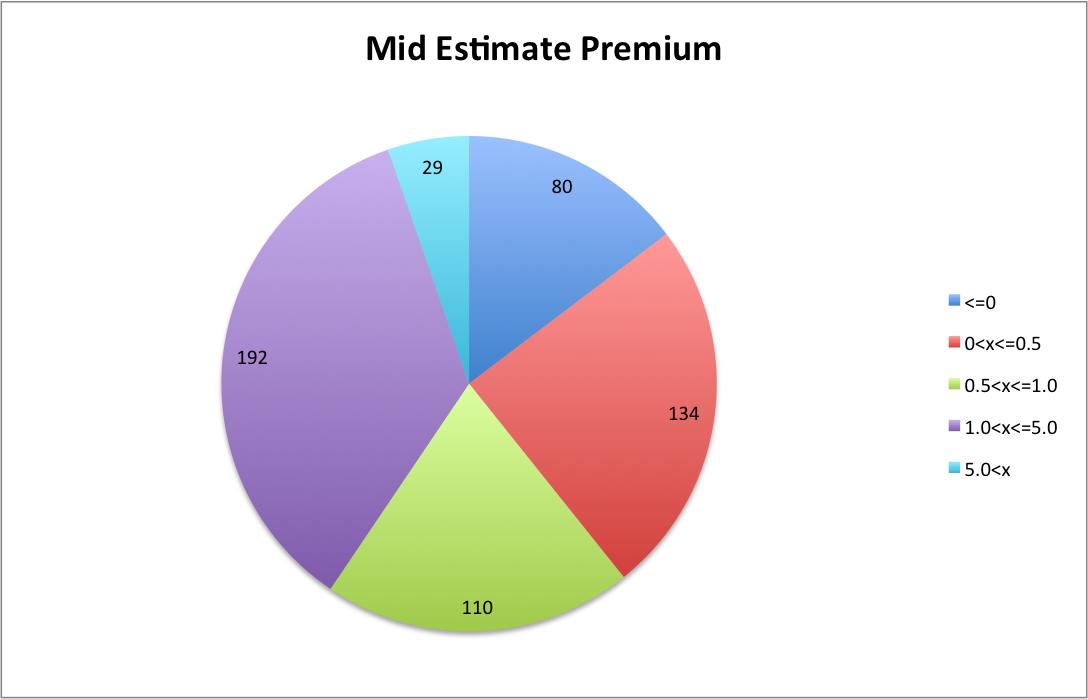 Mid Estimate Premium
29
80
192
134
110
<=0
0<x<=0.5
0.5<x<=1.0
1.0<x<=5.0
5.0<x